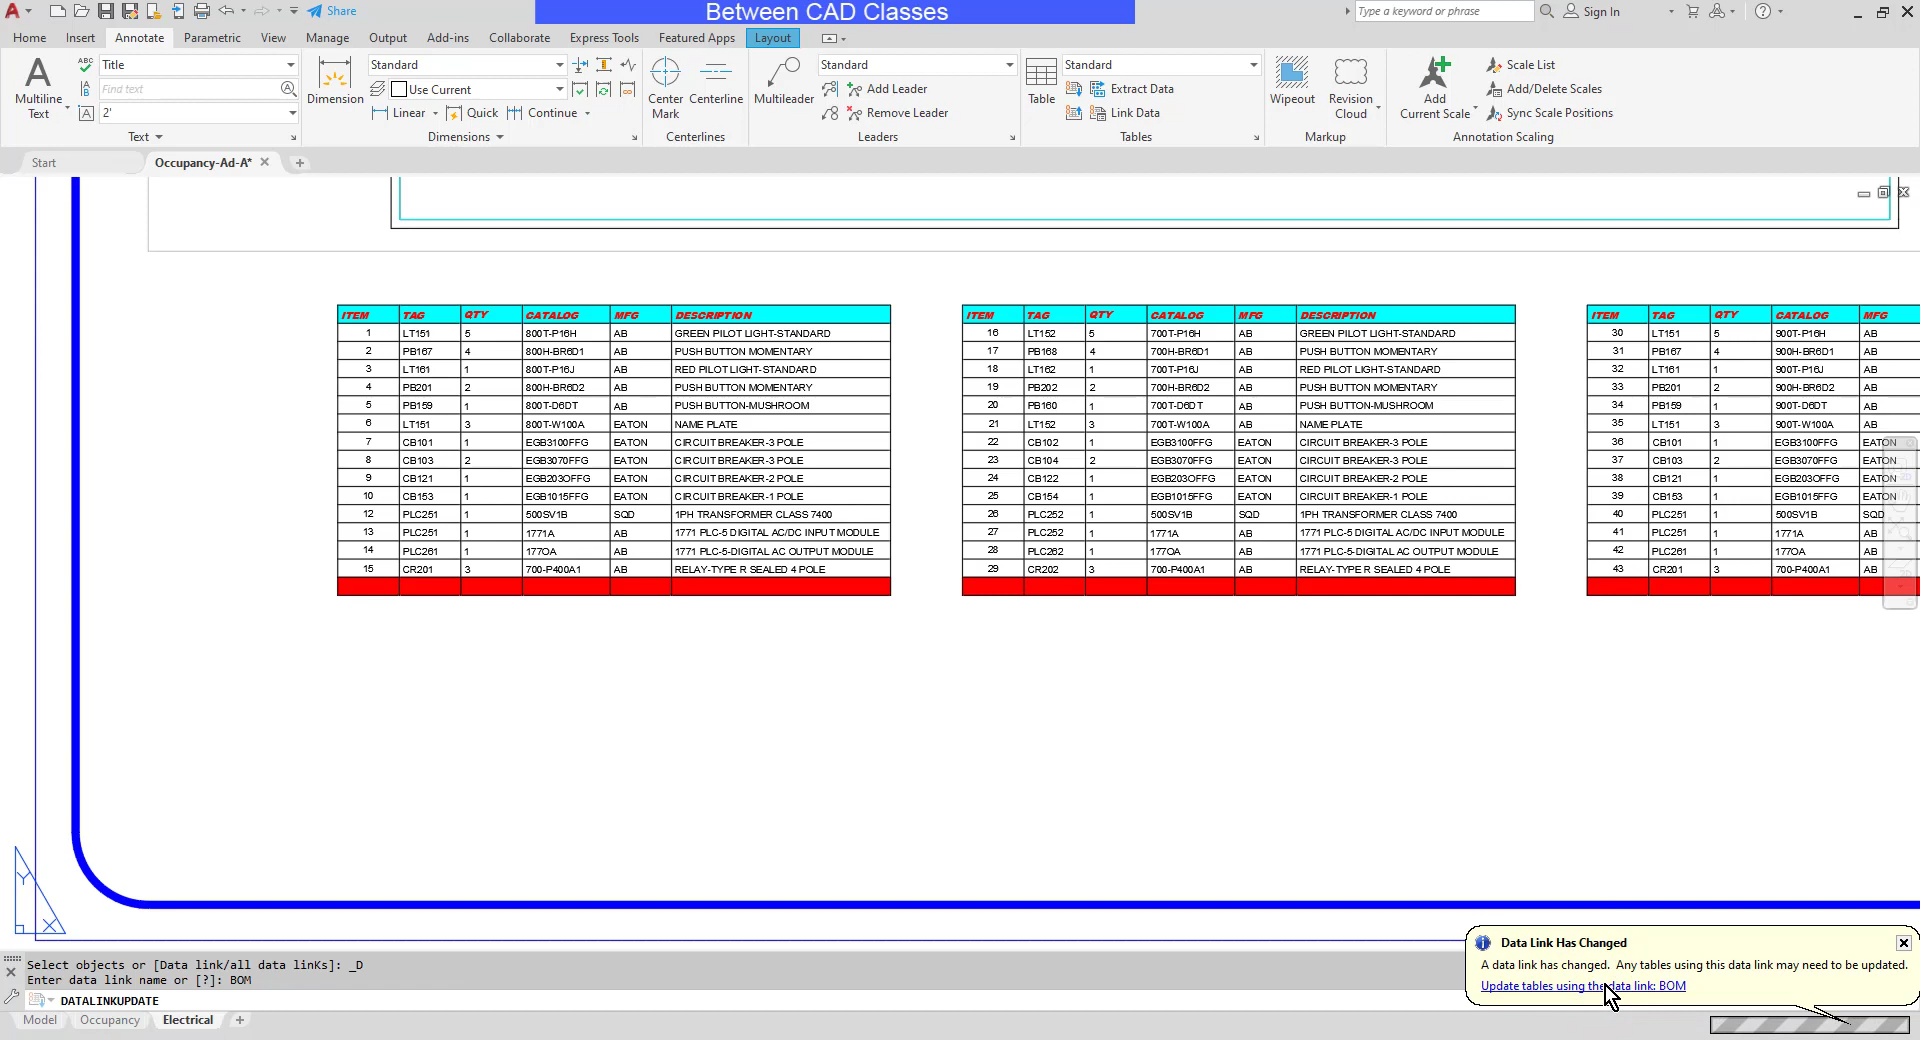 Between CAD Classes
Share
Type a keyword or phrase
Sign In
Home Insert Annotate Parametric View Manage Output Add-ins Collaborate Express Tools Featured Apps Layout
Multiline Text
Title
Find text
2'
Text
Dimension
Standard
Use Current
Linear Quick Continue
Dimensions
Center Mark
Centerline
Centerlines
Multileader
Standard
Add Leader
Remove Leader
Leaders
Table
Standard
Extract Data
Link Data
Tables
Wipeout
Revision Cloud
Markup
Add Current Scale
Scale List
Add/Delete Scales
Sync Scale Positions
Annotation Scaling
Start
Occupancy-Ad-A*
ITEM TAG QTY CATALOG MFG DESCRIPTION
1 LT151 5 800T-P16H AB GREEN PILOT LIGHT-STANDARD
2 PB167 4 800H-BR6D1 AB PUSH BUTTON MOMENTARY
3 LT161 1 800T-P16J AB RED PILOT LIGHT-STANDARD
4 PB201 2 800H-BR6D2 AB PUSH BUTTON MOMENTARY
5 PB159 1 800T-D6DT AB PUSH BUTTON-MUSHROOM
6 LT151 3 800T-W100A EATON NAME PLATE
7 CB101 1 EGB3100FFG EATON CIRCUIT BREAKER-3 POLE
8 CB103 2 EGB3070FFG EATON CIRCUIT BREAKER-3 POLE
9 CB121 1 EGB203OFFG EATON CIRCUIT BREAKER-2 POLE
10 CB153 1 EGB1015FFG EATON CIRCUIT BREAKER-1 POLE
12 PLC251 1 500SV1B SQD 1PH TRANSFORMER CLASS 7400
13 PLC251 1 1771A AB 1771 PLC-5 DIGITAL AC/DC INPUT MODULE
14 PLC261 1 177OA AB 1771 PLC-5-DIGITAL AC OUTPUT MODULE
15 CR201 3 700-P400A1 AB RELAY-TYPE R SEALED 4 POLE
ITEM TAG QTY CATALOG MFG DESCRIPTION
16 LT152 5 700T-P16H AB GREEN PILOT LIGHT-STANDARD
17 PB168 4 700H-BR6D1 AB PUSH BUTTON MOMENTARY
18 LT162 1 700T-P16J AB RED PILOT LIGHT-STANDARD
19 PB202 2 700H-BR6D2 AB PUSH BUTTON MOMENTARY
20 PB160 1 700T-D6DT AB PUSH BUTTON-MUSHROOM
21 LT152 3 700T-W100A AB NAME PLATE
22 CB102 1 EGB3100FFG EATON CIRCUIT BREAKER-3 POLE
23 CB104 2 EGB3070FFG EATON CIRCUIT BREAKER-3 POLE
24 CB122 1 EGB203OFFG EATON CIRCUIT BREAKER-2 POLE
25 CB154 1 EGB1015FFG EATON CIRCUIT BREAKER-1 POLE
26 PLC252 1 500SV1B SQD 1PH TRANSFORMER CLASS 7400
27 PLC252 1 1771A AB 1771 PLC-5 DIGITAL AC/DC INPUT MODULE
28 PLC262 1 177OA AB 1771 PLC-5-DIGITAL AC OUTPUT MODULE
29 CR202 3 700-P400A1 AB RELAY-TYPE R SEALED 4 POLE
ITEM TAG QTY CATALOG MFG
30 LT151 5 900T-P16H AB
31 PB167 4 900H-BR6D1 AB
32 LT161 1 900T-P16J AB
33 PB201 2 900H-BR6D2 AB
34 PB159 1 900T-D6DT AB
35 LT151 3 900T-W100A AB
36 CB101 1 EGB3100FFG EATON
37 CB103 2 EGB3070FFG EATON
38 CB121 1 EGB203OFFG EATON
39 CB153 1 EGB1015FFG EATON
40 PLC251 1 500SV1B SQD
41 PLC251 1 1771A AB
42 PLC261 1 177OA AB
43 CR201 3 700-P400A1 AB
Y
X
Select objects or [Data link/all data linKs]: _D
Enter data link name or [?]: BOM
DATALINKUPDATE
Data Link Has Changed
A data link has changed. Any tables using this data link may need to be updated.
Update tables using the data link: BOM
Model Occupancy Electrical